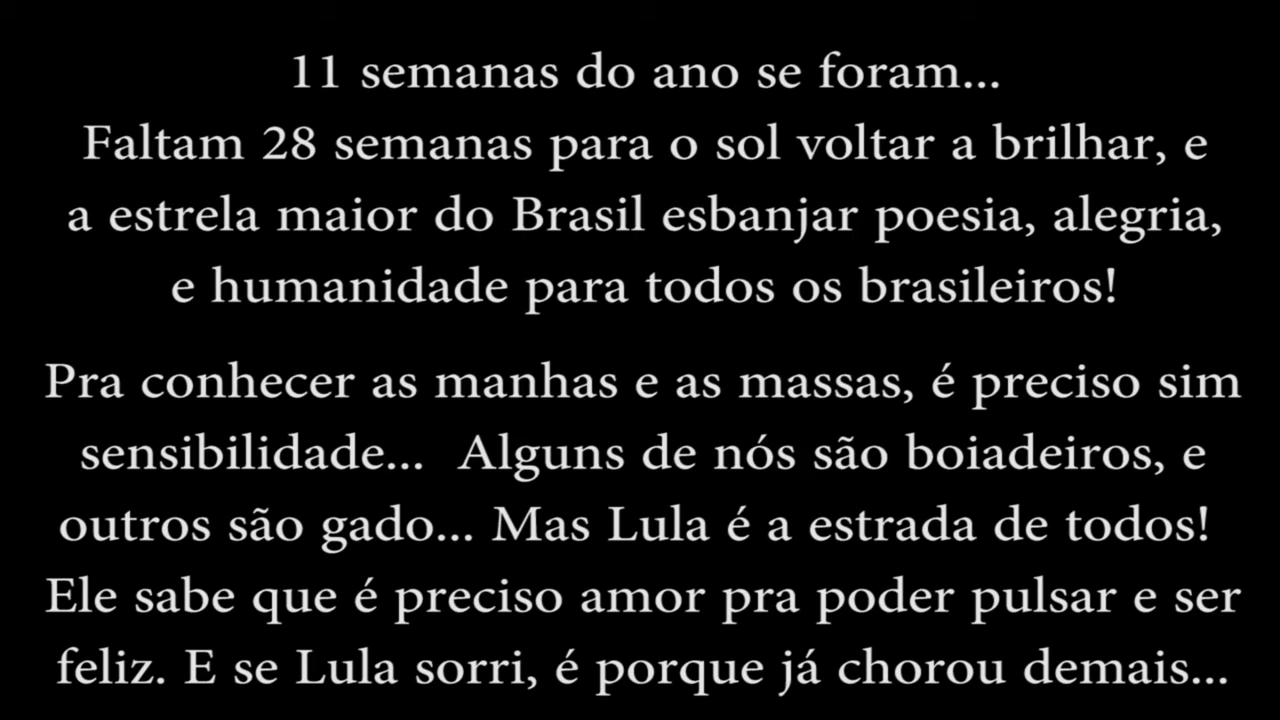 11 semanas do ano se foram...
Faltam 28 semanas para o sol voltar a brilhar, e
a estrela maior do Brasil esbanjar poesia, alegria,
e humanidade para todos os brasileiros!
Pra conhecer as manhas e as massas, é preciso sim
sensibilidade... Alguns de nós são boiadeiros, e
outros são gado... Mas Lula é a estrada de todos!
Ele sabe que é preciso amor pra poder pulsar e ser
feliz. E se Lula sorri, é porque já chorou demais...